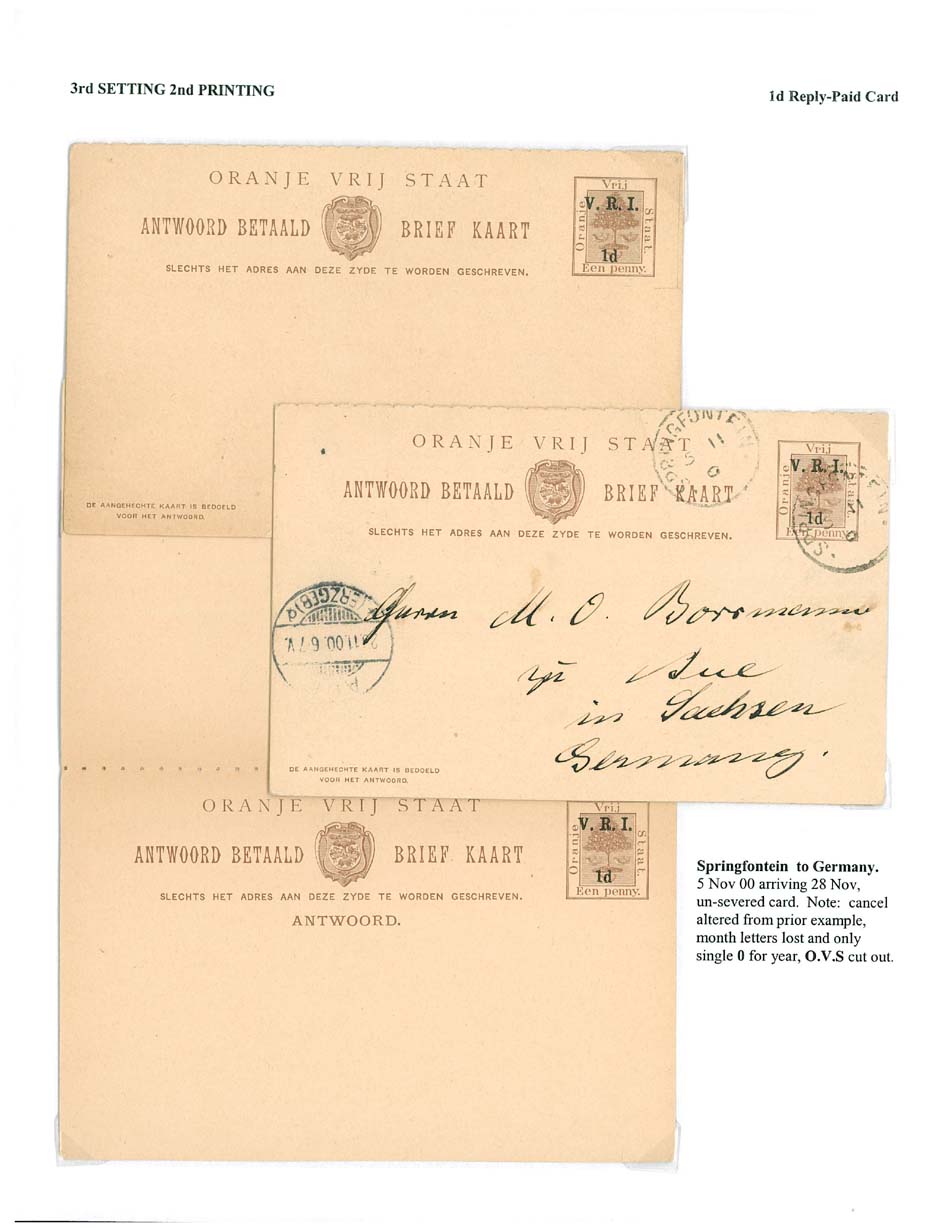 3rd SETTING 2nd PRINTING
1d Reply-Paid Card
ORANJE VRIJ STAAT
ANTWOORD BETAALD BRIEF KAART
SLECHTS HET ADRES AAN DEZE ZYDE TE WORDEN GESCHREVEN.
Vrij
Oranje
Staat.
V. R. I.
1d
Een penny.
DE AANGEHECHTE KAART IS BEDOELD
VOOR HET ANTWOORD.
ORANJE VRIJ STAAT
ANTWOORD BETAALD BRIEF KAART
SLECHTS HET ADRES AAN DEZE ZYDE TE WORDEN GESCHREVEN.
SPRINGFONTEIN
11
5
0
Vrij
Oranje
Staat.
V. R. I.
1d
Een penny
SPRINGFONTEIN
11
11.00.6-7V.
(ERZGEB)
Herrn M. O. Borrmann
zu Aue
in Sachsen
Germany.
DE AANGEHECHTE KAART IS BEDOELD
VOOR HET ANTWOORD.
ORANJE VRIJ STAAT
ANTWOORD BETAALD BRIEF KAART
SLECHTS HET ADRES AAN DEZE ZYDE TE WORDEN GESCHREVEN.
ANTWOORD.
Vrij
Oranje
Staat.
V. R. I.
1d
Een penny.
Springfontein to Germany.
5 Nov 00 arriving 28 Nov,
un-severed card. Note: cancel
altered from prior example,
month letters lost and only
single 0 for year, O.V.S cut out.